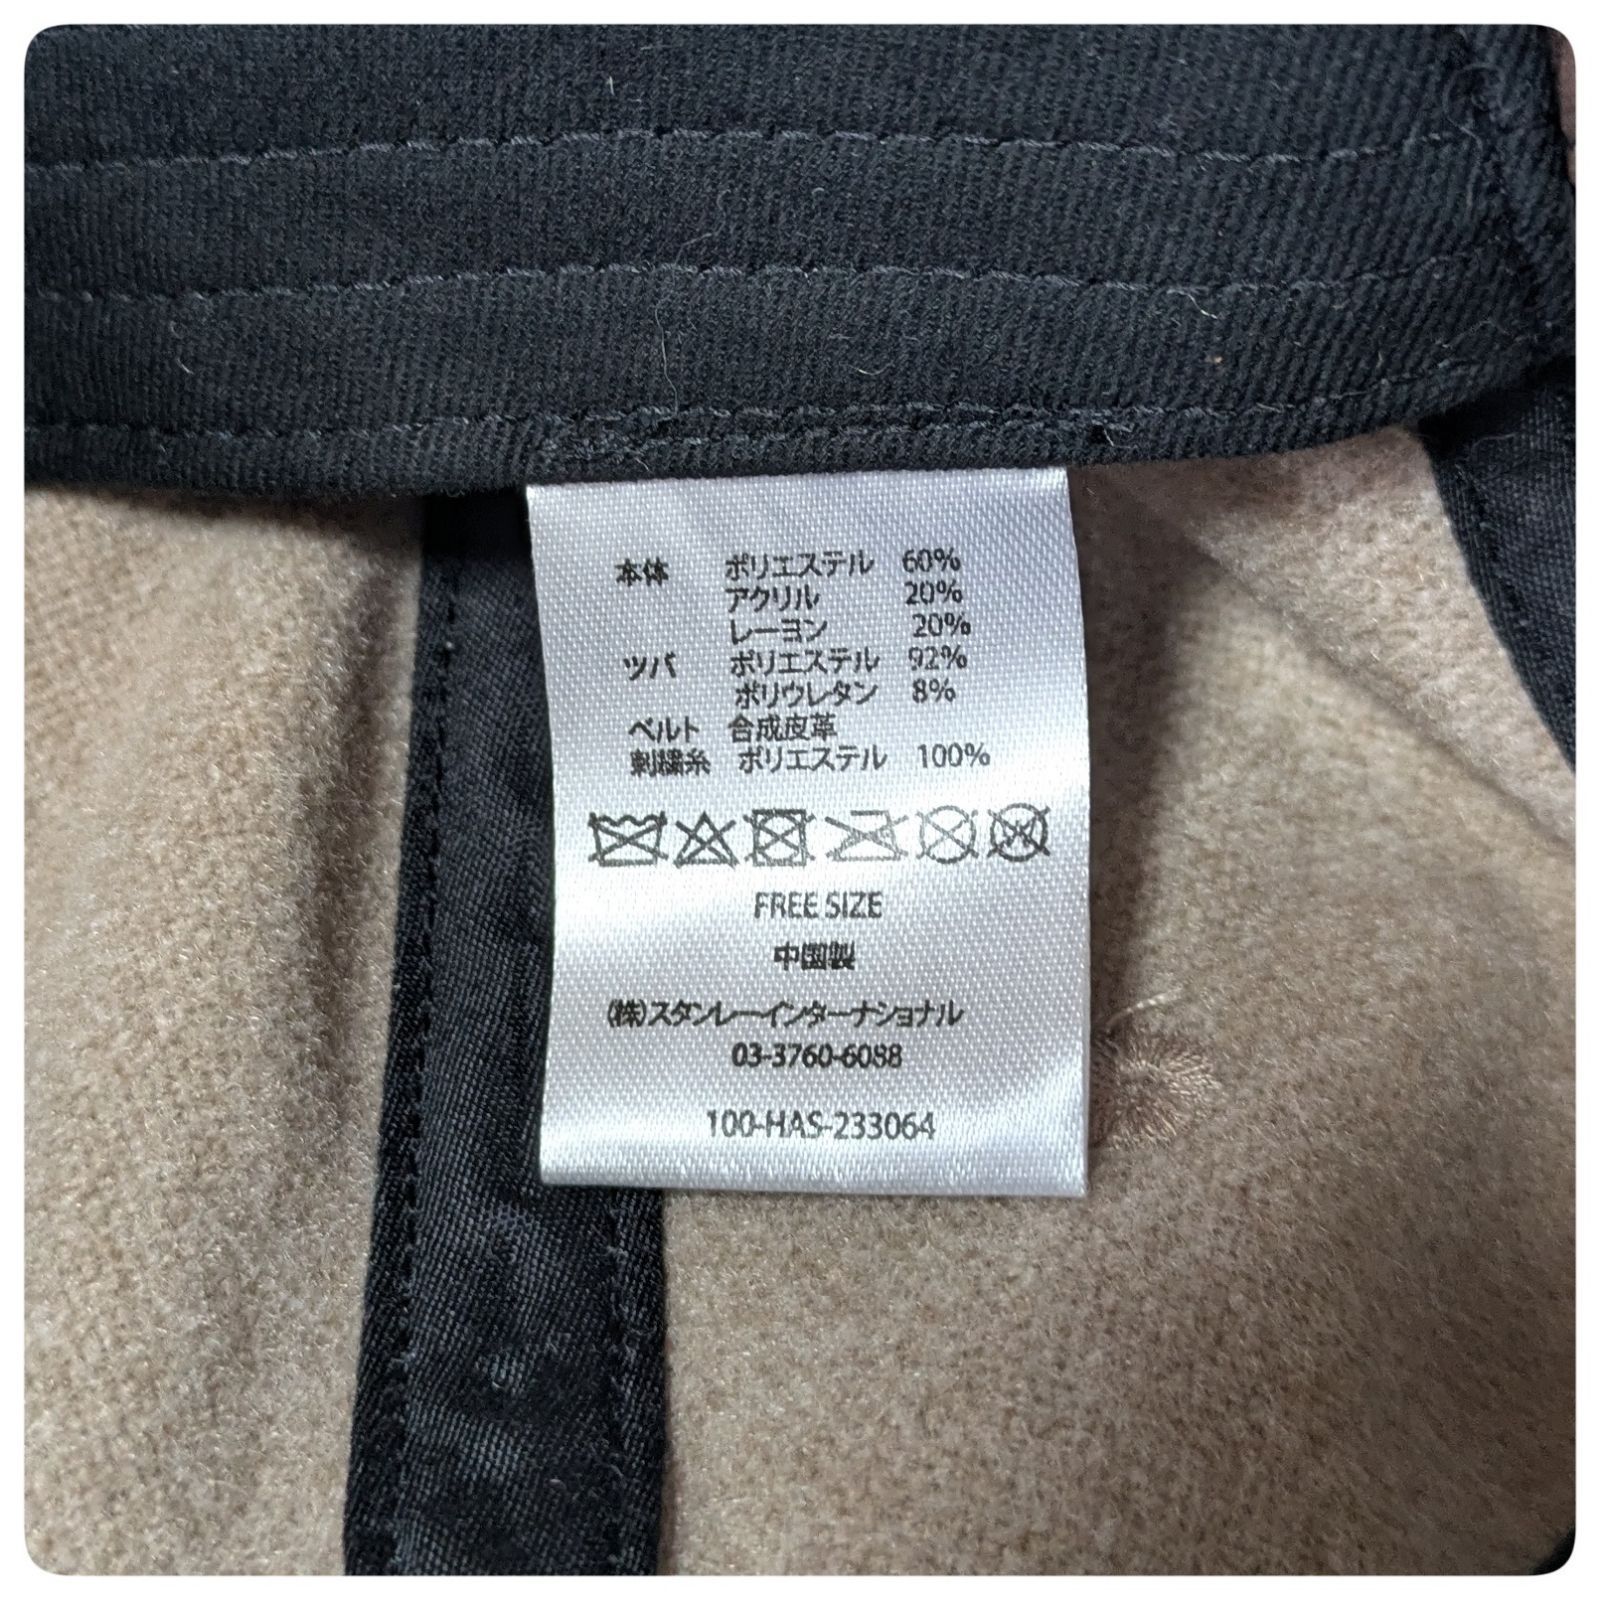 本体 ポリエステル 60%
アクリル 20%
レーヨン 20%
ツバ ポリエステル 92%
ポリウレタン 8%
ベルト 合成皮革
刺繍糸 ポリエステル 100%
FREE SIZE
中国製
(株)スタンレーインターナショナル
03-3760-6088
100-HAS-233064